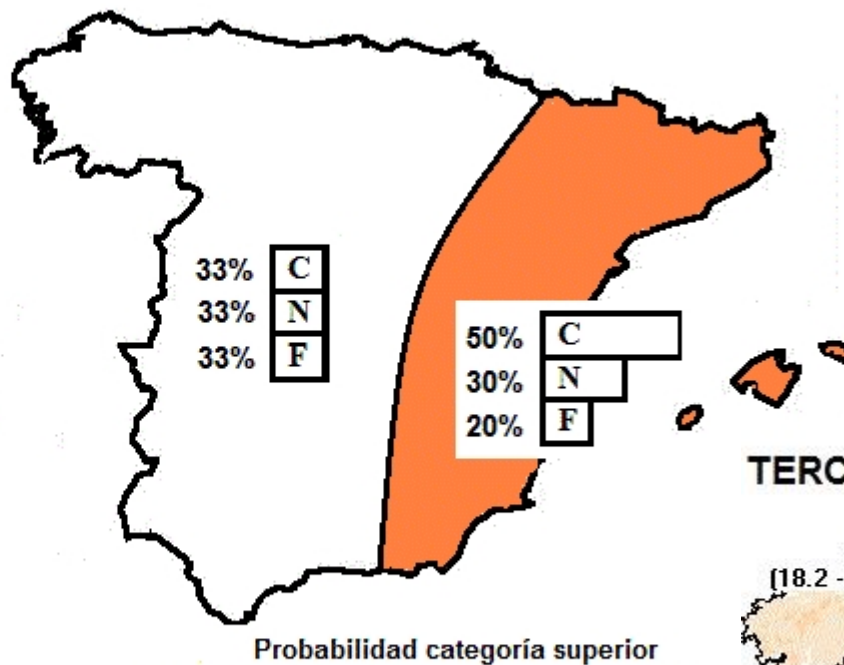 33% C
33% N
33% F
50% C
30% N
20% F
TERC
(18.2 -
Probabilidad categoría superior